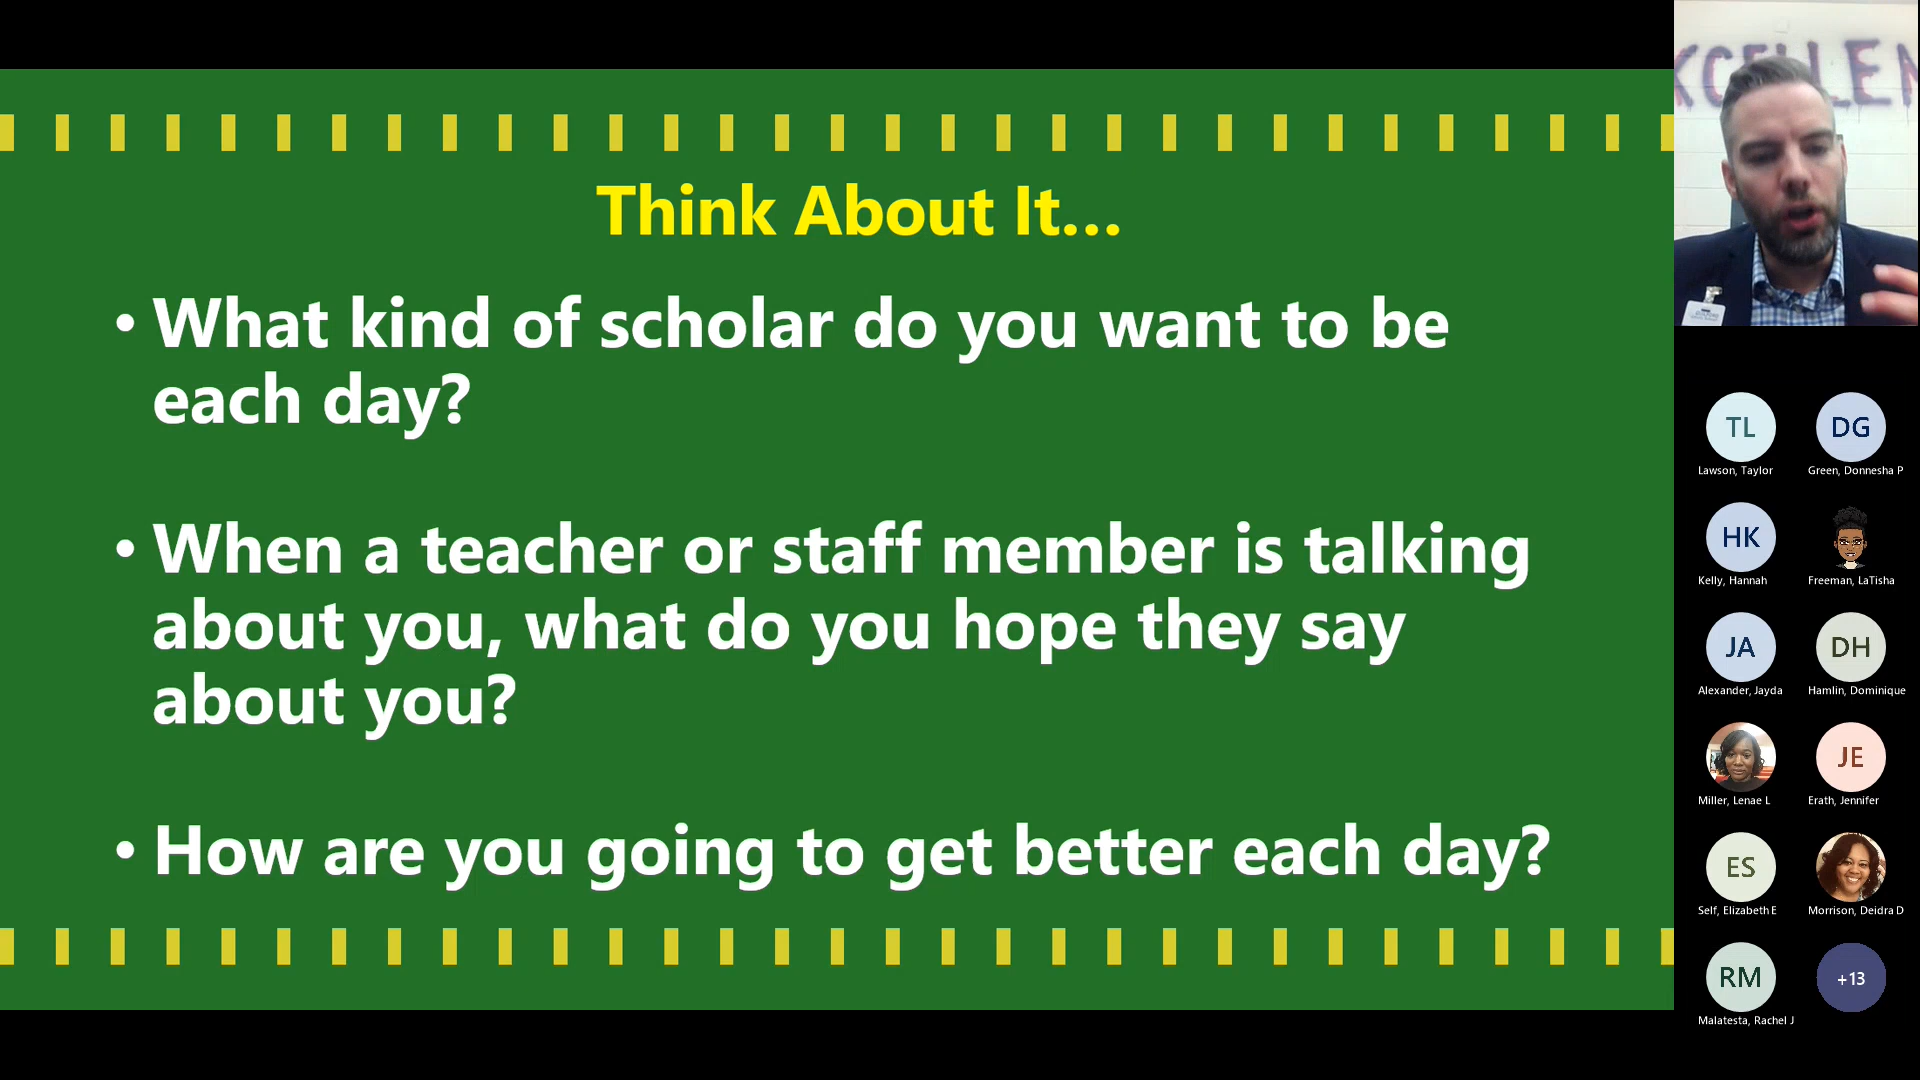 Think About It...
• What kind of scholar do you want to be
each day?
• When a teacher or staff member is talking
about you, what do you hope they say
about you?
• How are you going to get better each day?
XCELLEN
TL
Lawson, Taylor
DG
Green, Donnesha P
HK
Kelly, Hannah
Freeman, LaTisha
JA
Alexander, Jayda
DH
Hamlin, Dominique
Miller, Lenae L
JE
Erath, Jennifer
ES
Self, Elizabeth E
Morrison, Deidra D
RM
Malatesta, Rachel J
+13